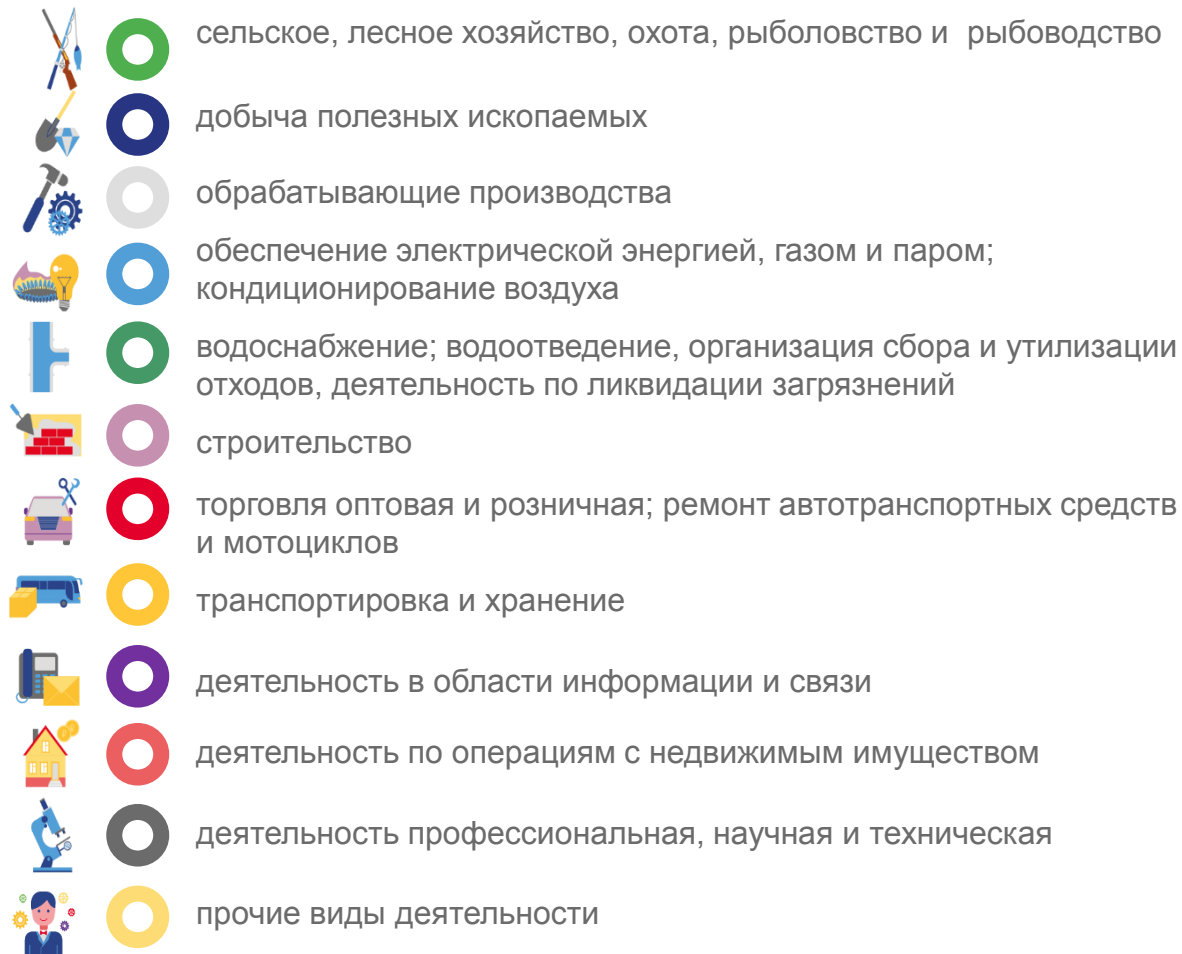 сельское, лесное хозяйство, охота, рыболовство и рыбоводство
добыча полезных ископаемых
обрабатывающие производства
обеспечение электрической энергией, газом и паром;
кондиционирование воздуха
водоснабжение; водоотведение, организация сбора и утилизации
отходов, деятельность по ликвидации загрязнений
строительство
торговля оптовая и розничная; ремонт автотранспортных средств
и мотоциклов
транспортировка и хранение
деятельность в области информации и связи
деятельность по операциям с недвижимым имуществом
деятельность профессиональная, научная и техническая
прочие виды деятельности